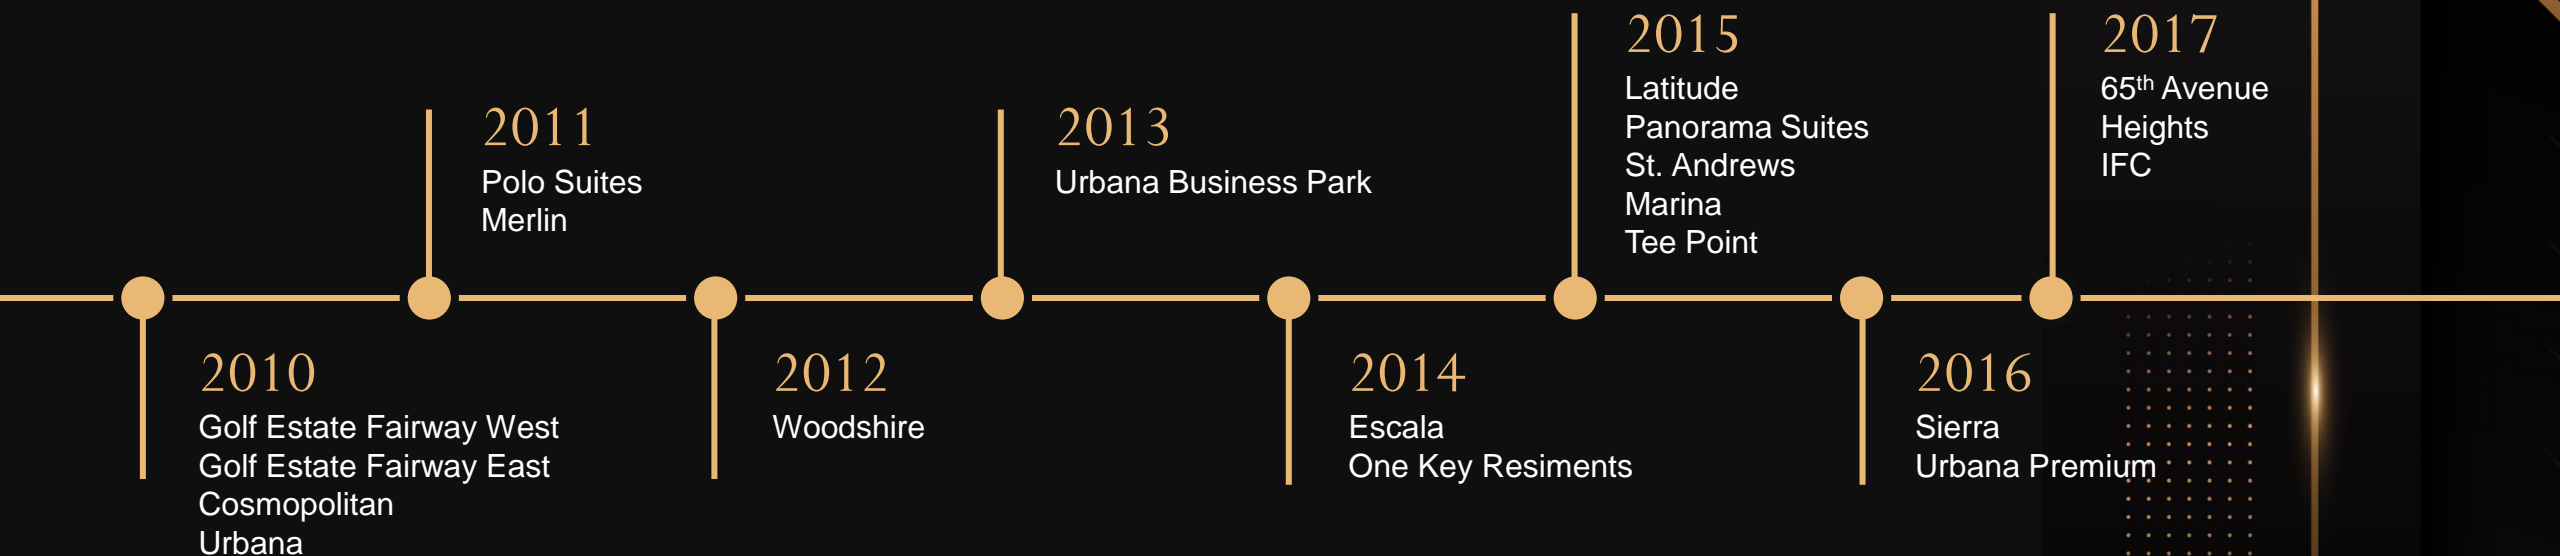 2010
Golf Estate Fairway West
Golf Estate Fairway East
Cosmopolitan
Urbana
2011
Polo Suites
Merlin
2012
Woodshire
2013
Urbana Business Park
2014
Escala
One Key Resiments
2015
Latitude
Panorama Suites
St. Andrews
Marina
Tee Point
2016
Sierra
Urbana Premium
2017
65th Avenue
Heights
IFC